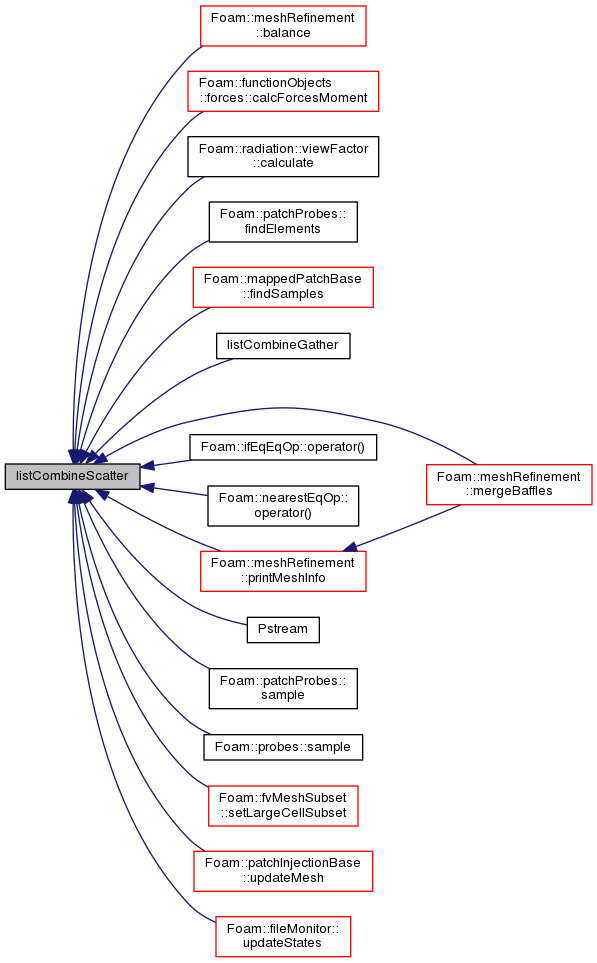 Foam::meshRefinement
::balance
Foam::functionObjects
::forces::calcForcesMoment
Foam::radiation::viewFactor
::calculate
Foam::patchProbes::
findElements
Foam::mappedPatchBase
::findSamples
listCombineGather
Foam::ifEqEqOp::operator()
listCombineScatter
Foam::meshRefinement
::mergeBaffles
Foam::nearestEqOp::
operator()
Foam::meshRefinement
::printMeshInfo
Pstream
Foam::patchProbes::
sample
Foam::probes::sample
Foam::fvMeshSubset
::setLargeCellSubset
Foam::patchInjectionBase
::updateMesh
Foam::fileMonitor::
updateStates